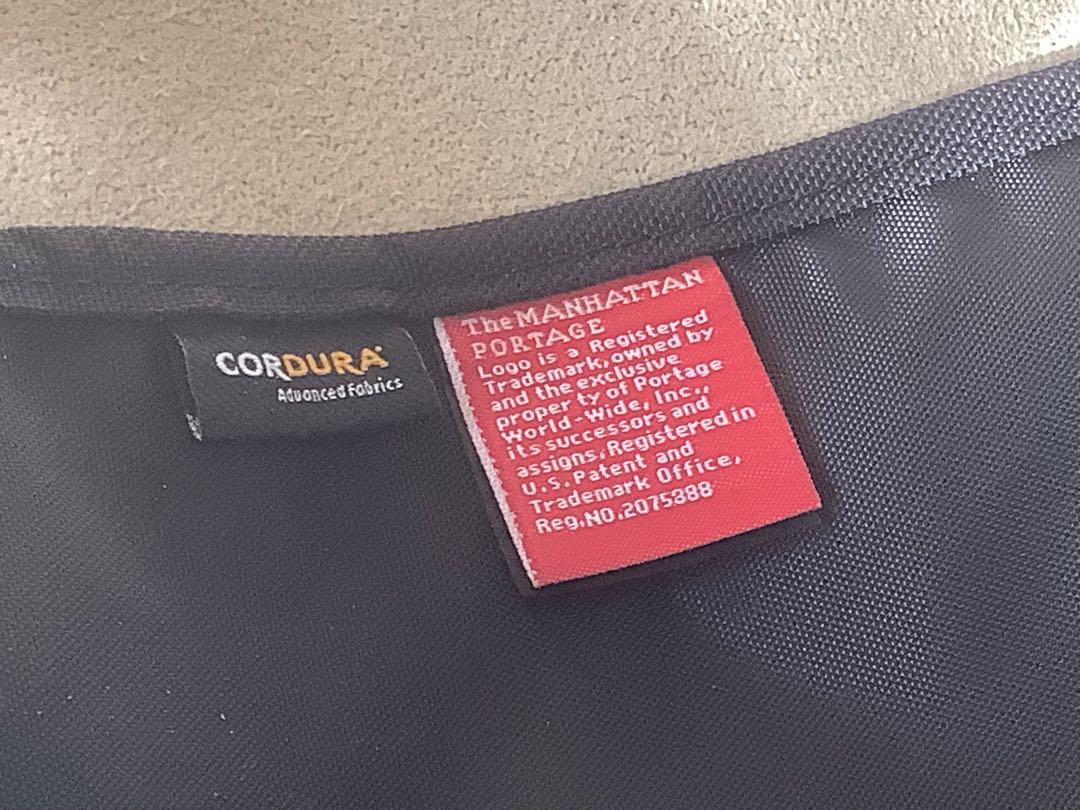 CORDURA
Advanced Fabrics
The MANHATTAN
PORTAGE
Logo is a Registered
Trademark, owned by
and the exclusive
proper ty of Portage
World-Wide, Inc.,
its successors and
assigns. Registered in
U.S. Patent and
Trademark Office,
Reg.NO.2075388